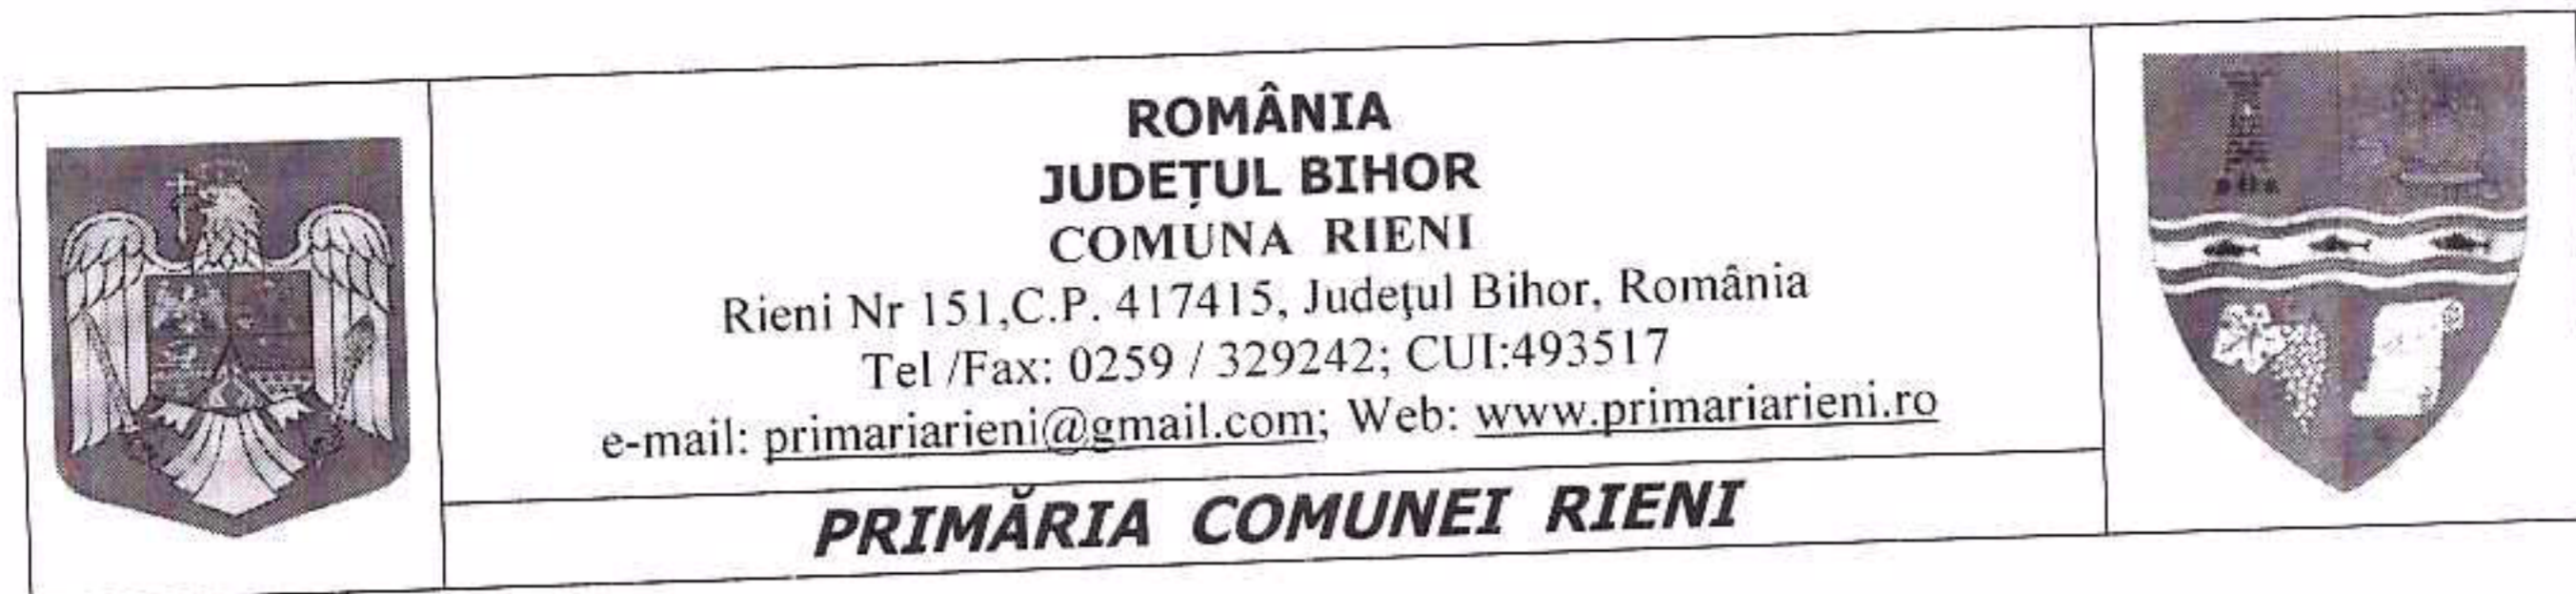 ROMÂNIA
JUDEȚUL BIHOR
COMUNA RIENI
Rieni Nr 151,C.P. 417415, Județul Bihor, România
Tel /Fax: 0259 / 329242; CUI:493517
e-mail: primariarieni@gmail.com; Web: www.primariarieni.ro
PRIMĂRIA COMUNEI RIENI